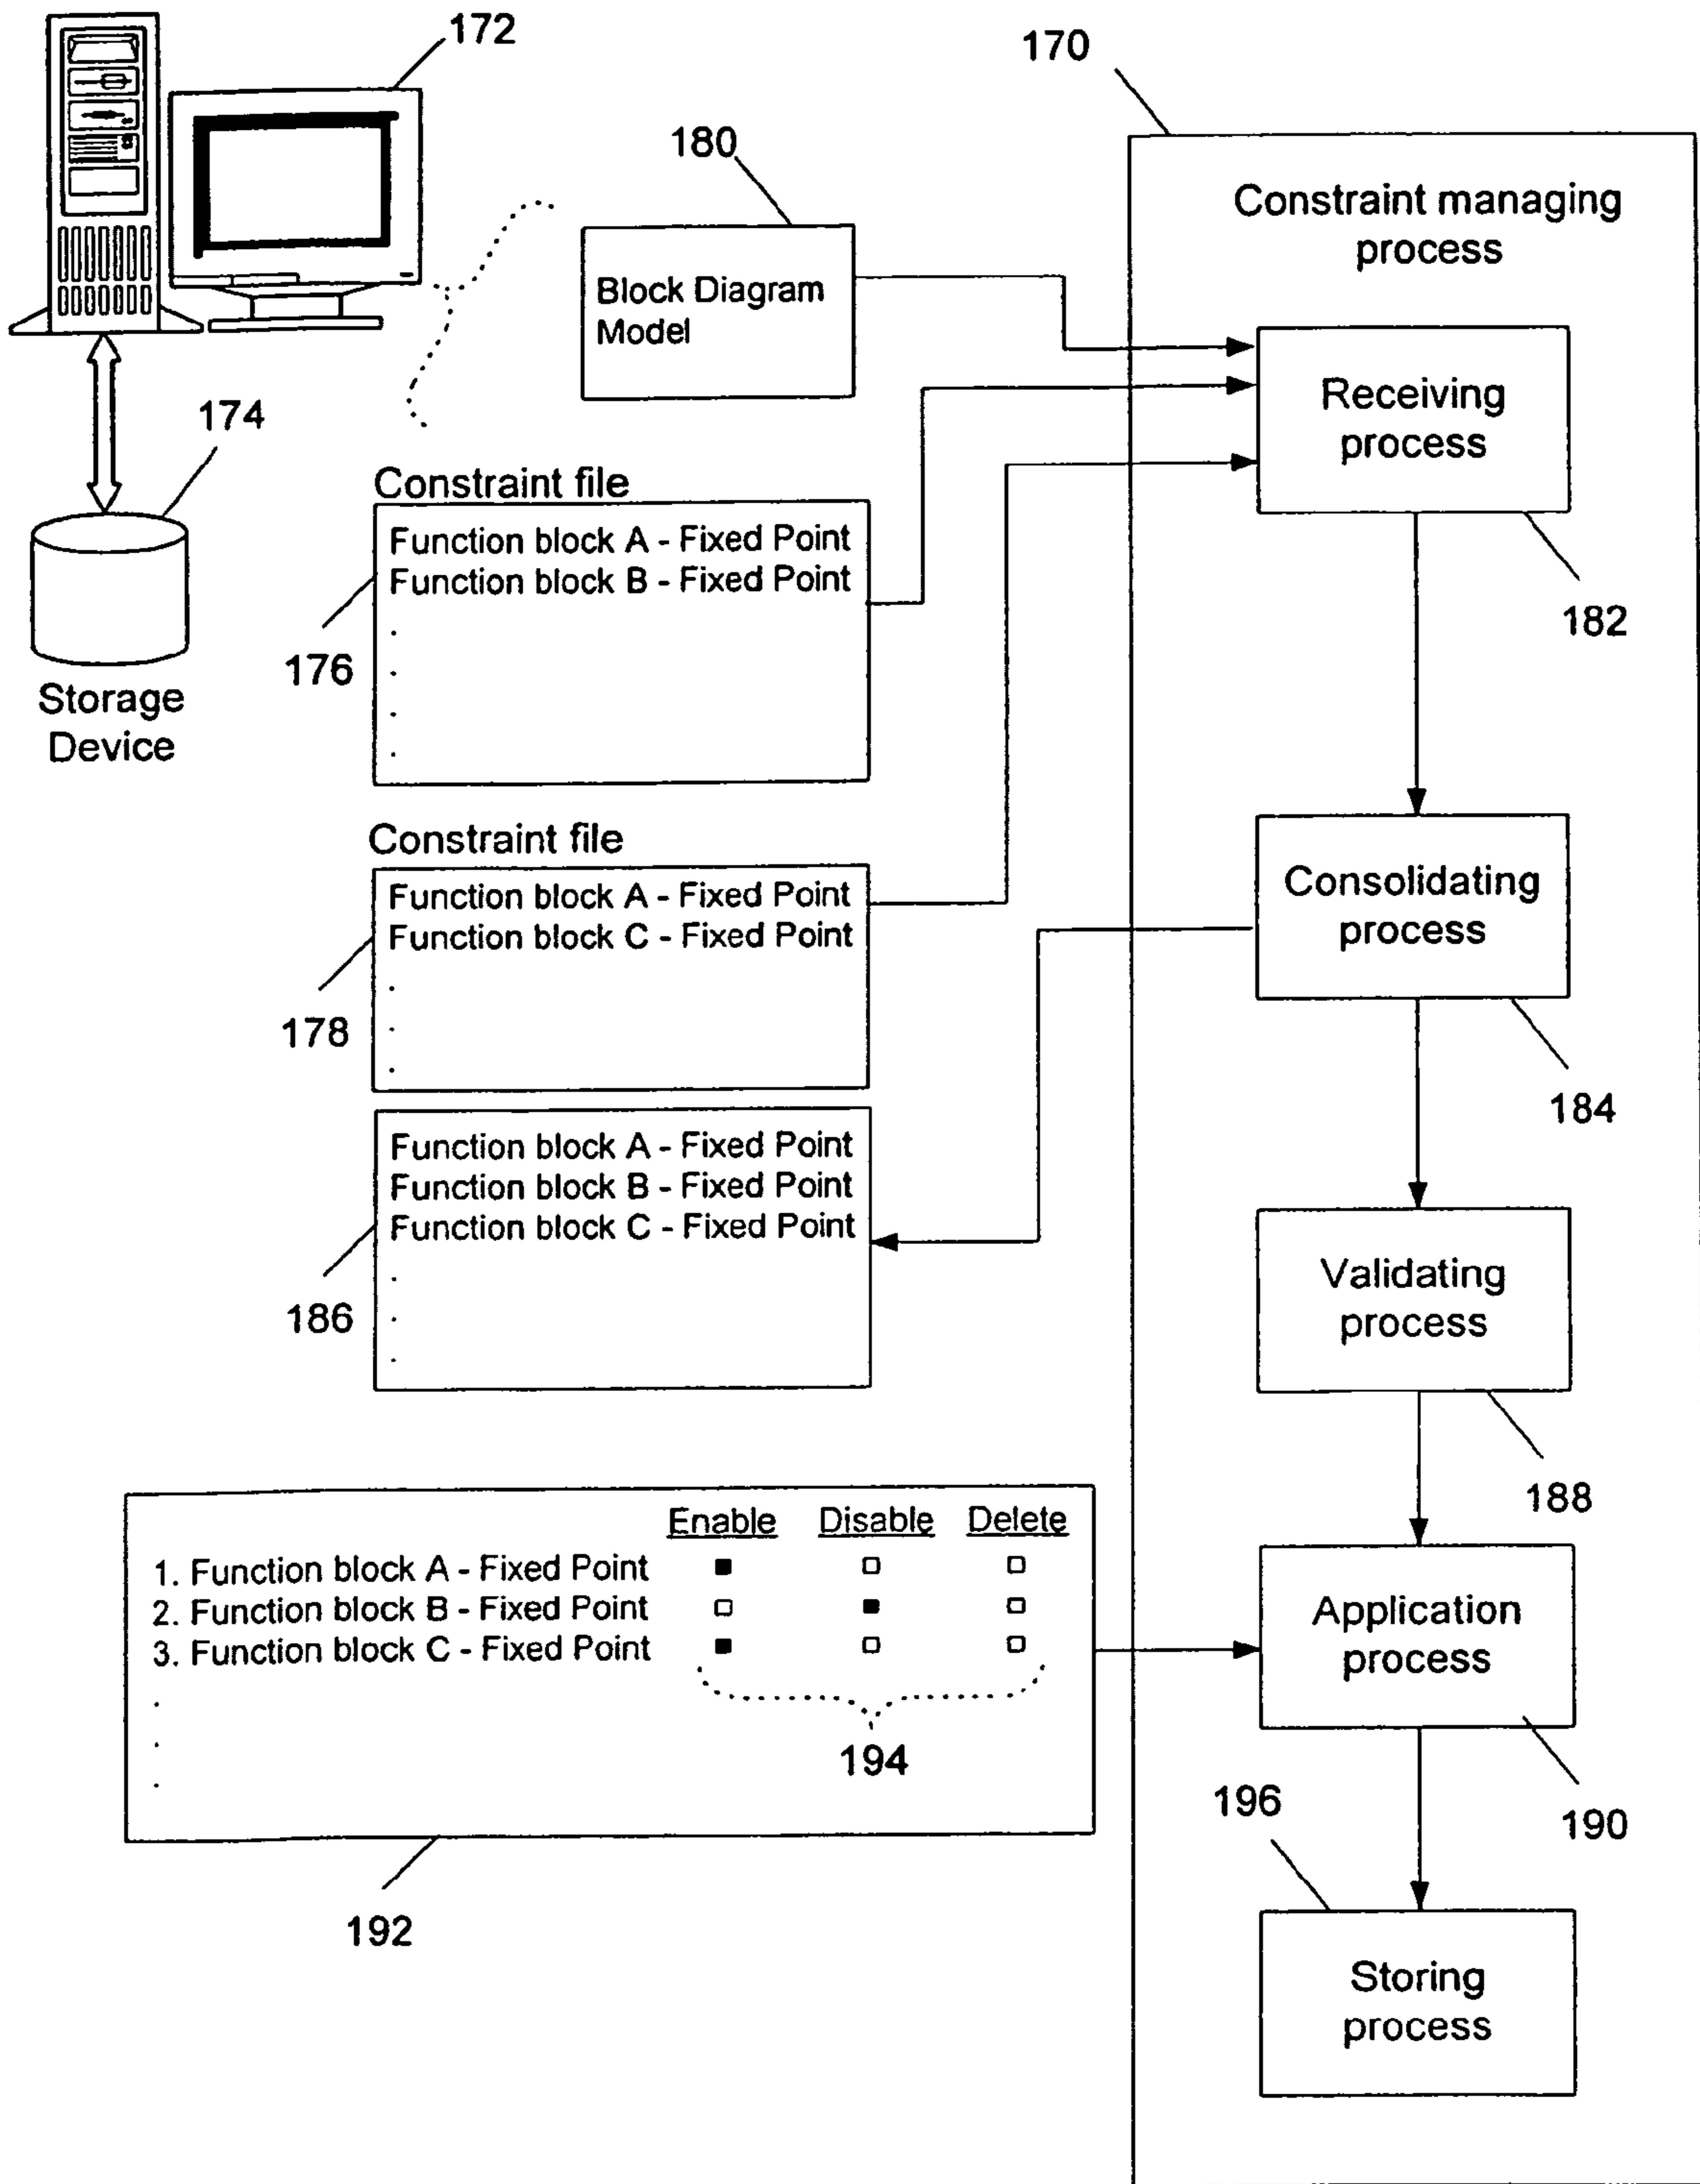 172
170
180
Constraint managing
process
Block Diagram
Model
Receiving
process
174
Constraint file
Function block A - Fixed Point
Function block B - Fixed Point
.
.
.
.
176
182
Storage
Device
Constraint file
Function block A - Fixed Point
Function block C - Fixed Point
.
.
.
178
Consolidating
process
184
Function block A - Fixed Point
Function block B - Fixed Point
Function block C - Fixed Point
.
.
.
186
Validating
process
188
Enable Disable Delete
1. Function block A - Fixed Point
2. Function block B - Fixed Point
3. Function block C - Fixed Point
.
.
.
194
Application
process
190
192
196
Storing
process